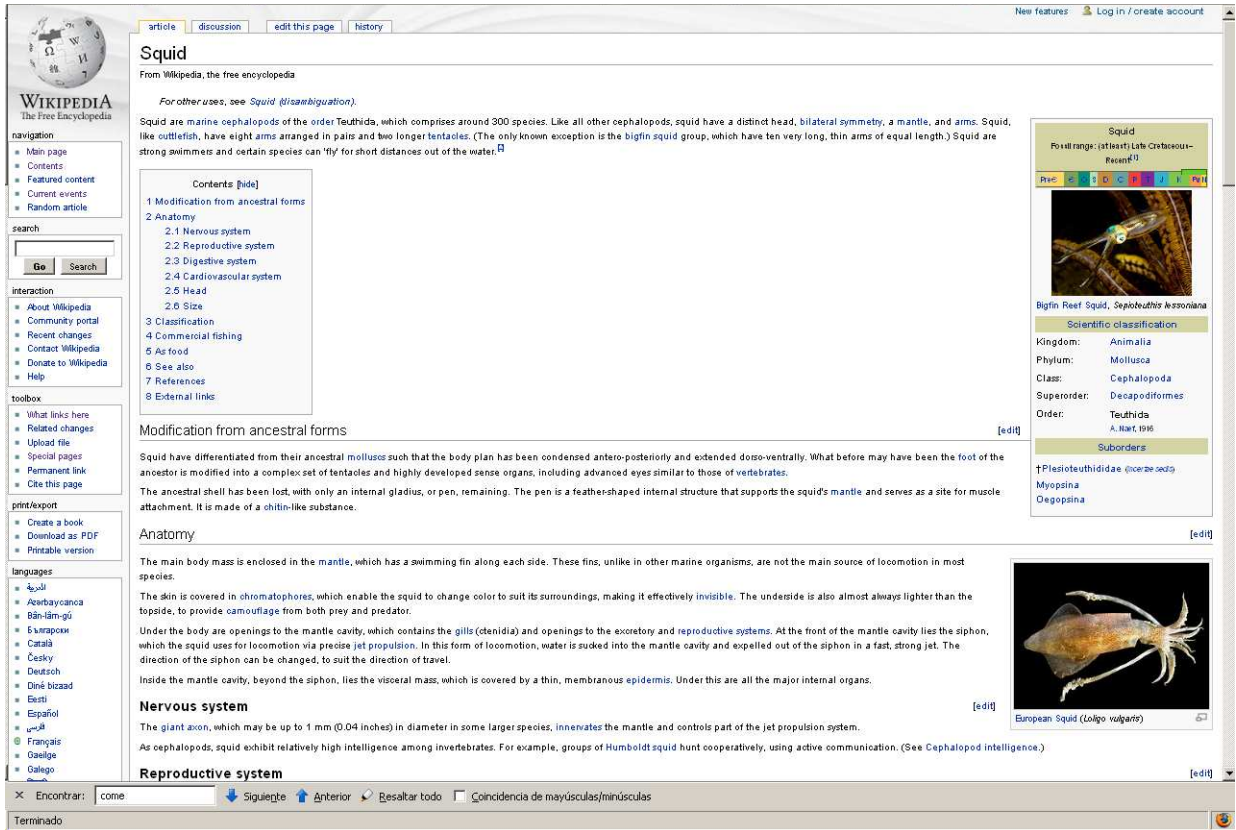 New features Log in / create account
article discussion edit this page history
WIKIPEDIA
The Free Encyclopedia
navigation
Main page
Contents
Featured content
Current events
Random article
search
Go Search
interaction
About Wikipedia
Community portal
Recent changes
Contact Wikipedia
Donate to Wikipedia
Help
toolbox
What links here
Related changes
Upload file
Special pages
Permanent link
Cite this page
print/export
Create a book
Download as PDF
Printable version
languages
العربية
Azərbaycanca
Bân-lâm-gú
Български
Català
Česky
Deutsch
Diné bizaad
Eesti
Español
فارسی
Français
Gaeilge
Galego
Squid
From Wikipedia, the free encyclopedia
For other uses, see Squid (disambiguation).
Squid are marine cephalopods of the order Teuthida, which comprises around 300 species. Like all other cephalopods, squid have a distinct head, bilateral symmetry, a mantle, and arms. Squid,
like cuttlefish, have eight arms arranged in pairs and two longer tentacles. (The only known exception is the bigfin squid group, which have ten very long, thin arms of equal length.) Squid are
strong swimmers and certain species can 'fly' for short distances out of the water.
Contents [hide]
1 Modification from ancestral forms
2 Anatomy
2.1 Nervous system
2.2 Reproductive system
2.3 Digestive system
2.4 Cardiovascular system
2.5 Head
2.6 Size
3 Classification
4 Commercial fishing
5 As food
6 See also
7 References
8 External links
Squid
Fossil range: (at least) Late Cretaceous–
Recent[1]
PreЄ Є O S D C P T J K Pg N
Bigfin Reef Squid, Sepioteuthis lessoniana
Scientific classification
Kingdom: Animalia
Phylum: Mollusca
Class: Cephalopoda
Superorder: Decapodiformes
Order: Teuthida
A. Naef, 1916
Suborders
†Plesioteuthididae (incertae sedis)
Myopsina
Oegopsina
Modification from ancestral forms [edit]
Squid have differentiated from their ancestral molluscs such that the body plan has been condensed antero-posteriorly and extended dorso-ventrally. What before may have been the foot of the
ancestor is modified into a complex set of tentacles and highly developed sense organs, including advanced eyes similar to those of vertebrates.
The ancestral shell has been lost, with only an internal gladius, or pen, remaining. The pen is a feather-shaped internal structure that supports the squid's mantle and serves as a site for muscle
attachment. It is made of a chitin-like substance.
Anatomy [edit]
The main body mass is enclosed in the mantle, which has a swimming fin along each side. These fins, unlike in other marine organisms, are not the main source of locomotion in most
species.
The skin is covered in chromatophores, which enable the squid to change color to suit its surroundings, making it effectively invisible. The underside is also almost always lighter than the
topside, to provide camouflage from both prey and predator.
Under the body are openings to the mantle cavity, which contains the gills (ctenidia) and openings to the excretory and reproductive systems. At the front of the mantle cavity lies the siphon,
which the squid uses for locomotion via precise jet propulsion. In this form of locomotion, water is sucked into the mantle cavity and expelled out of the siphon in a fast, strong jet. The
direction of the siphon can be changed, to suit the direction of travel.
Inside the mantle cavity, beyond the siphon, lies the visceral mass, which is covered by a thin, membranous epidermis. Under this are all the major internal organs.
European Squid (Loligo vulgaris)
Nervous system [edit]
The giant axon, which may be up to 1 mm (0.04 inches) in diameter in some larger species, innervates the mantle and controls part of the jet propulsion system.
As cephalopods, squid exhibit relatively high intelligence among invertebrates. For example, groups of Humboldt squid hunt cooperatively, using active communication. (See Cephalopod intelligence.)
Reproductive system [edit]
Encontrar: come Siguiente Anterior Resaltar todo Coincidencia de mayúsculas/minúsculas
Terminado